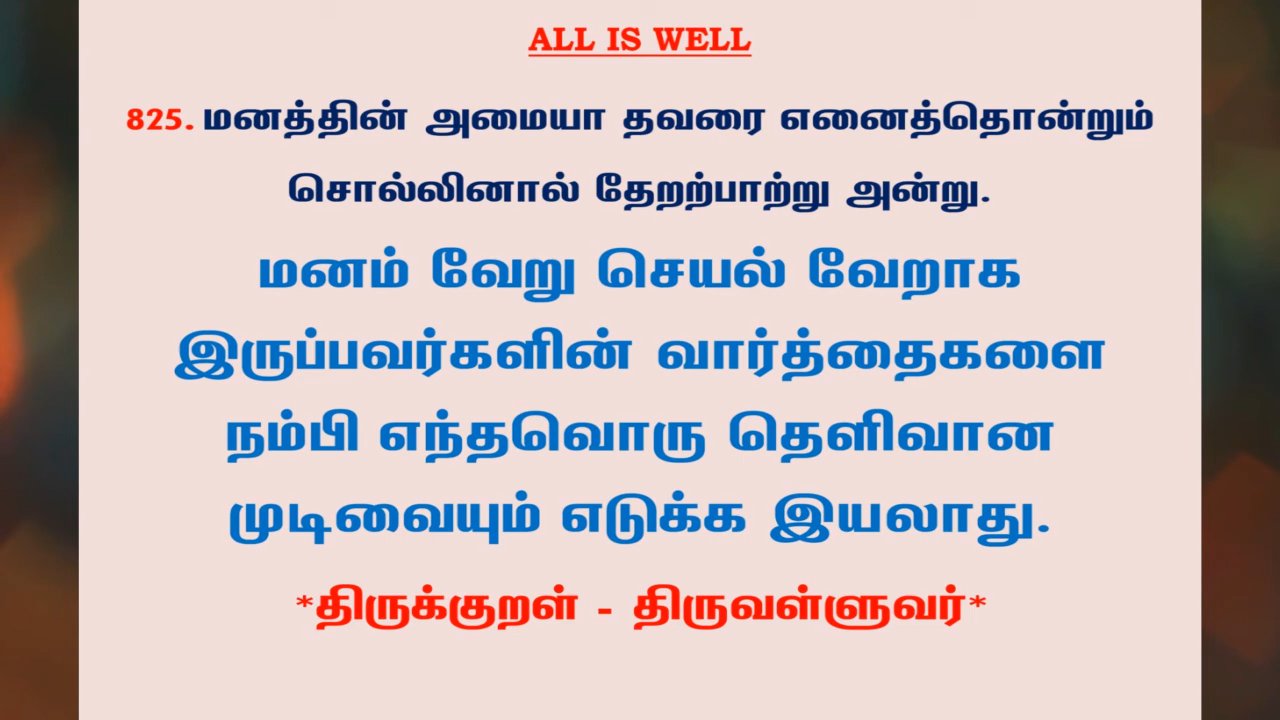 ALL IS WELL
825. மனத்தின் அமையா தவரை எனைத்தொன்றும்
சொல்லினால் தேறற்பாற்று அன்று.
மனம் வேறு செயல் வேறாக
இருப்பவர்களின் வார்த்தைகளை
நம்பி எந்தவொரு தெளிவான
முடிவையும் எடுக்க இயலாது.
*திருக்குறள் - திருவள்ளுவர்*